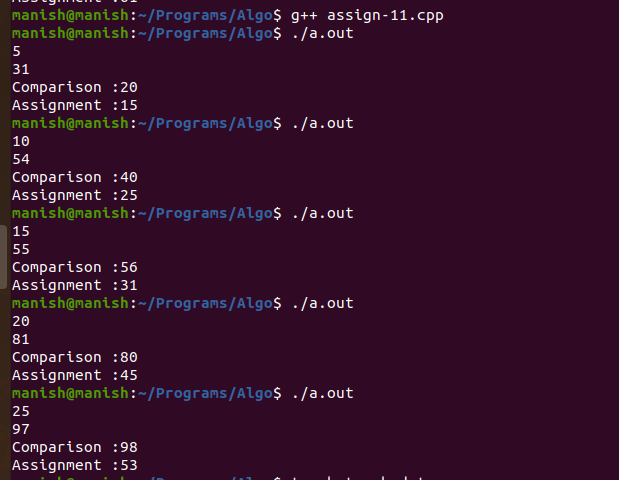 manish@manish:~/Programs/Algo$ g++ assign-11.cpp
manish@manish:~/Programs/Algo$ ./a.out
5
31
Comparison :20
Assignment :15
manish@manish:~/Programs/Algo$ ./a.out
10
54
Comparison :40
Assignment :25
manish@manish:~/Programs/Algo$ ./a.out
15
55
Comparison :56
Assignment :31
manish@manish:~/Programs/Algo$ ./a.out
20
81
Comparison :80
Assignment :45
manish@manish:~/Programs/Algo$ ./a.out
25
97
Comparison :98
Assignment :53